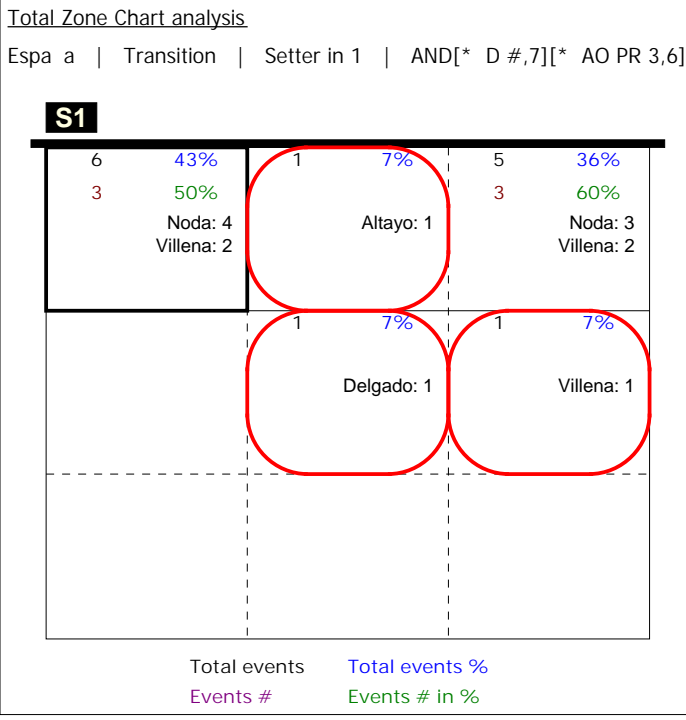 Total Zone Chart analysis
Espa a | Transition | Setter in 1 | AND[* D #,7][* AO PR 3,6]
S1
6 43% 1 7% 5 36%
3 50% 3 60%
Noda: 4 Altayo: 1 Noda: 3
Villena: 2 Villena: 2
1 7% 1 7%
Delgado: 1 Villena: 1
Total events Total events %
Events # Events # in %